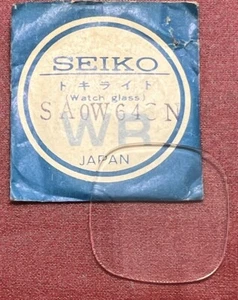 SEIKO
トキライト
(Watch glass)
SA0W643N
WB
JAPAN